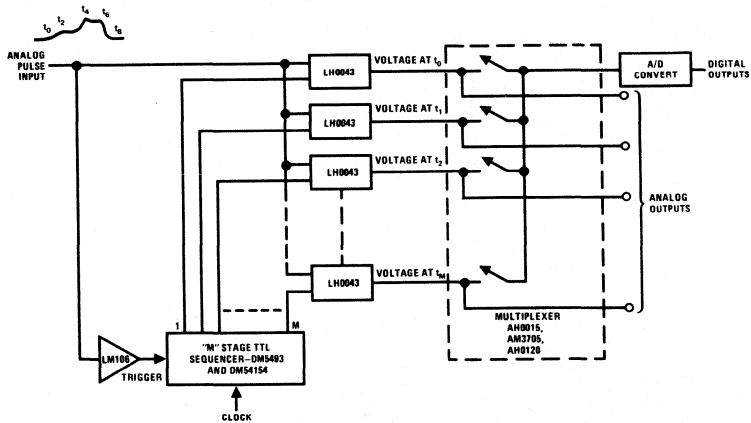 t0 t2 t4 t6 t8
ANALOG
PULSE
INPUT
LH0043
VOLTAGE AT t0
A/D
CONVERT
DIGITAL
OUTPUTS
LH0043
VOLTAGE AT t1
LH0043
VOLTAGE AT t2
ANALOG
OUTPUTS
LH0043
VOLTAGE AT tM
1
M
MULTIPLEXER
AH0015,
AM3705,
AH0120
LM106
TRIGGER
"M" STAGE TTL
SEQUENCER–DM5493
AND DM54154
CLOCK